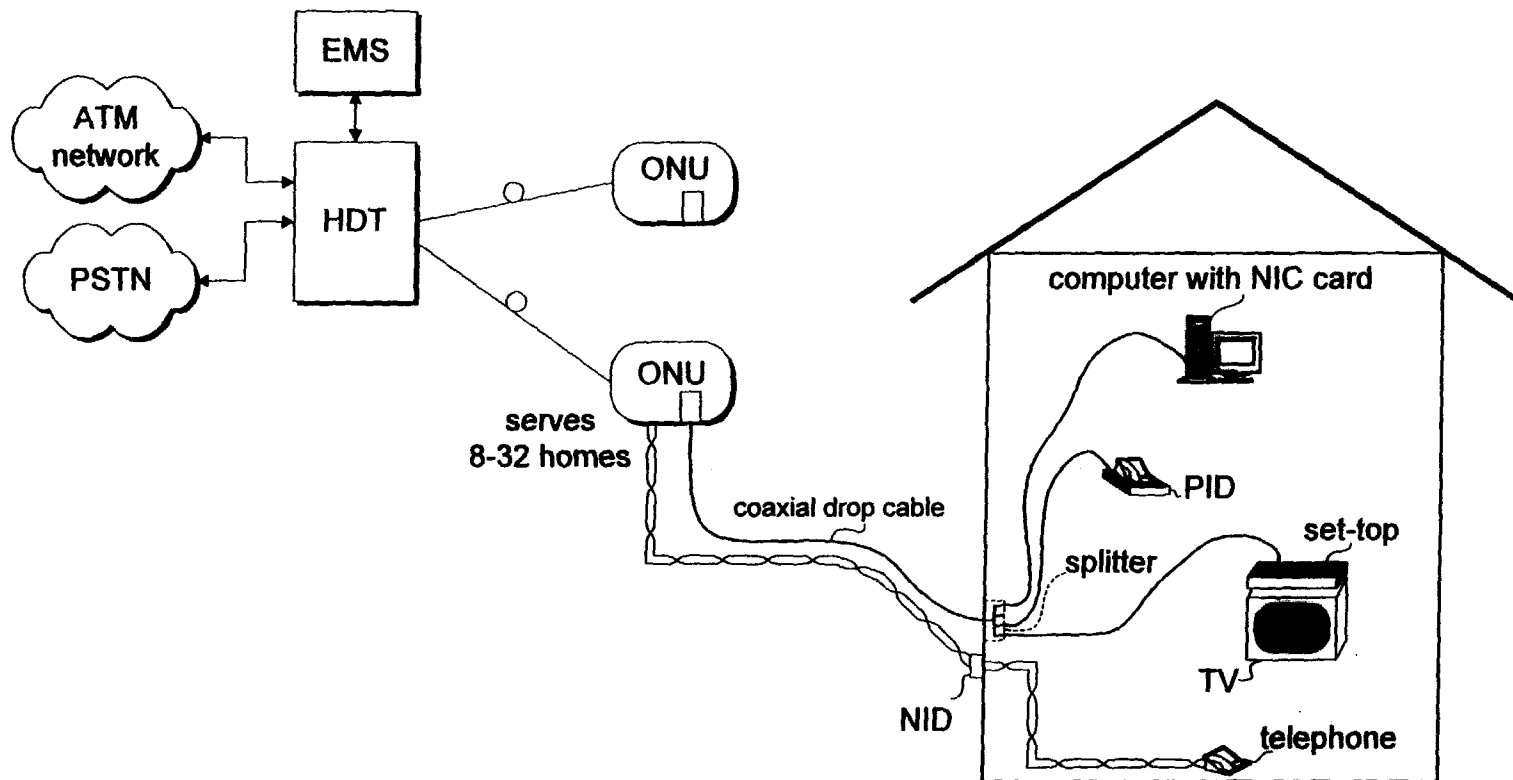 EMS
ATM
network
HDT
PSTN
ONU
ONU
serves
8-32 homes
coaxial drop cable
computer with NIC card
PID
set-top
splitter
TV
NID
telephone